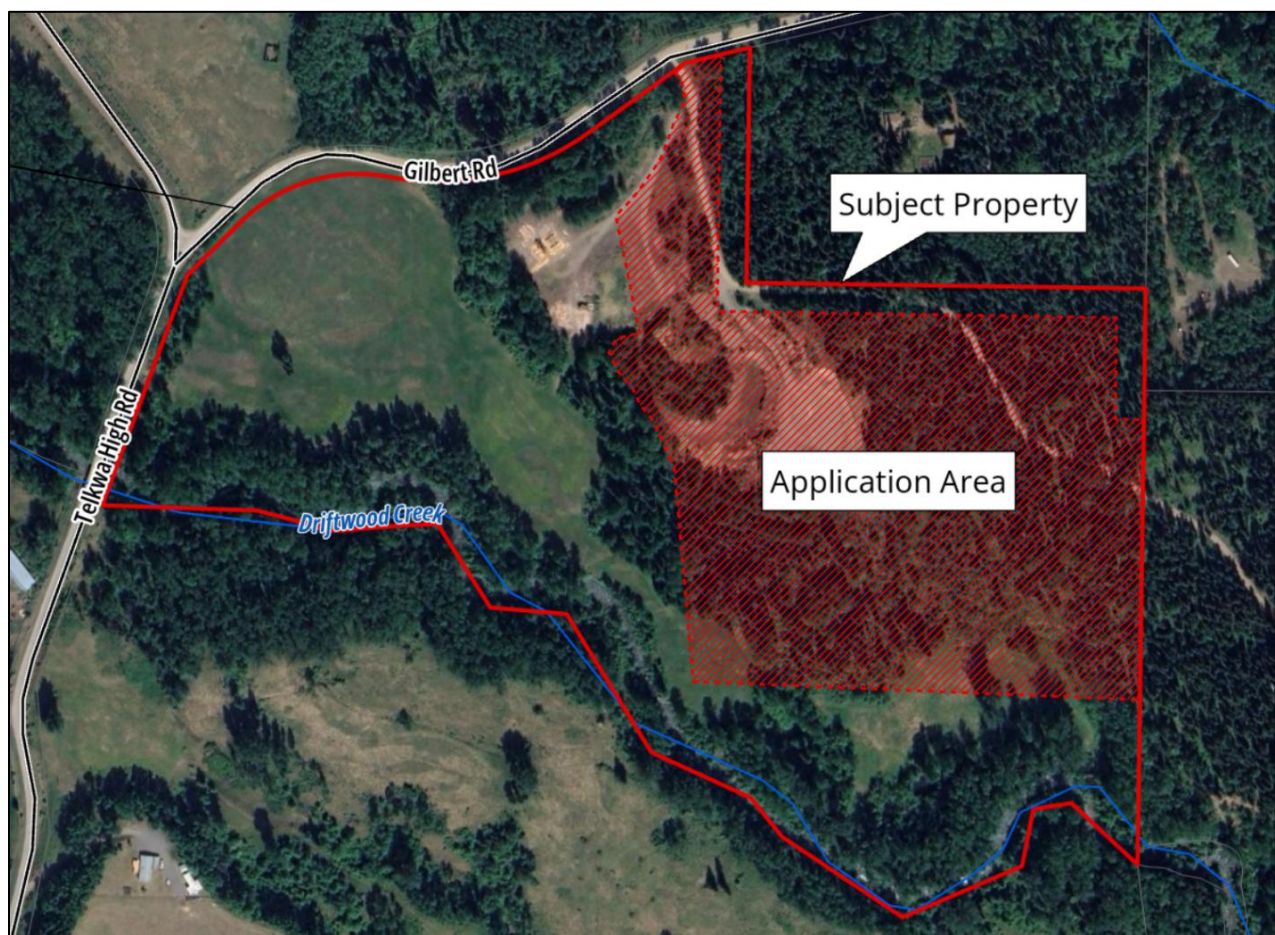 Gilbert Rd
Subject Property
Telkwa High Rd
Application Area
Driftwood Creek